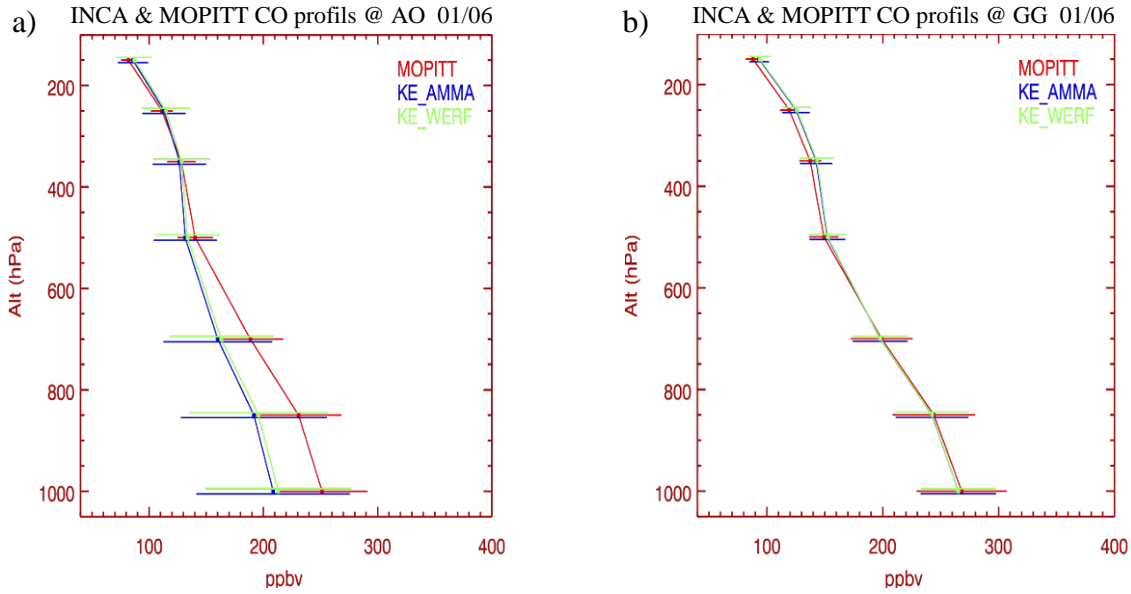 a)
INCA & MOPITT CO profils @ AO 01/06
MOPITT
KE_AMMA
KE_WERF
200
400
600
800
1000
Alt (hPa)
100
200
300
400
ppbv
b)
INCA & MOPITT CO profils @ GG 01/06
MOPITT
KE_AMMA
KE_WERF
200
400
600
800
1000
Alt (hPa)
100
200
300
400
ppbv